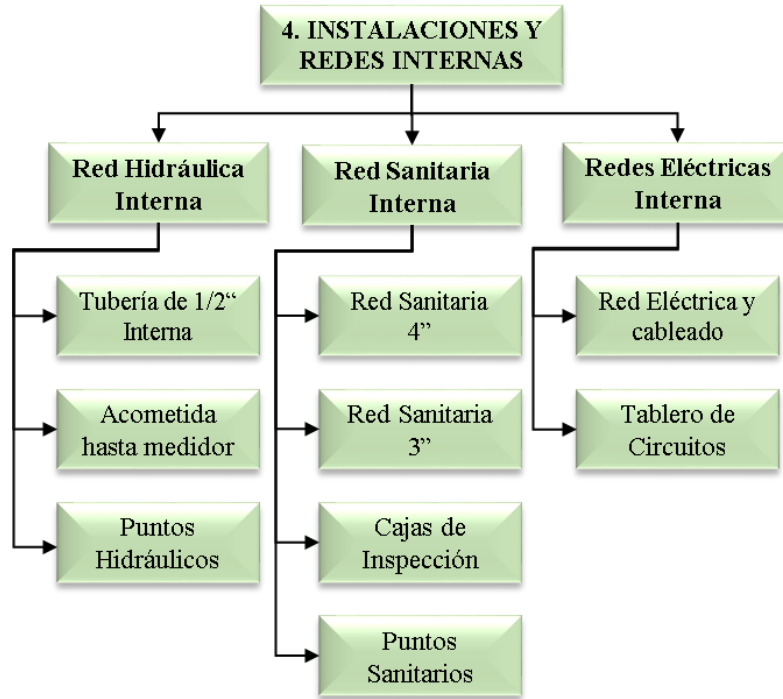 4. INSTALACIONES Y
REDES INTERNAS
Red Hidráulica
Interna
Red Sanitaria
Interna
Redes Eléctricas
Interna
Tubería de 1/2“
Interna
Red Sanitaria
4”
Red Eléctrica y
cableado
Acometida
hasta medidor
Red Sanitaria
3”
Tablero de
Circuitos
Puntos
Hidráulicos
Cajas de
Inspección
Puntos
Sanitarios